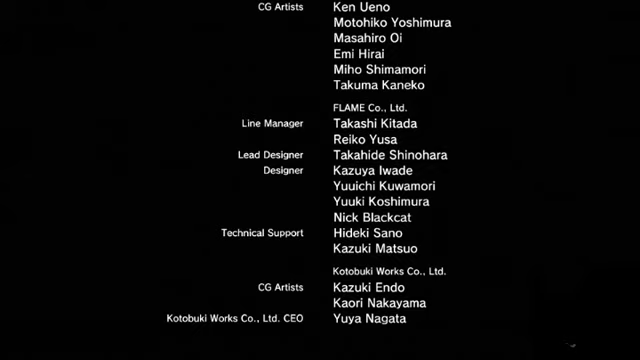 CG Artists Ken Ueno
Motohiko Yoshimura
Masahiro Oi
Emi Hirai
Miho Shimamori
Takuma Kaneko
FLAME Co., Ltd.
Line Manager Takashi Kitada
Reiko Yusa
Lead Designer Takahide Shinohara
Designer Kazuya Iwade
Yuuichi Kuwamori
Yuuki Koshimura
Nick Blackcat
Technical Support Hideki Sano
Kazuki Matsuo
Kotobuki Works Co., Ltd.
CG Artists Kazuki Endo
Kaori Nakayama
Kotobuki Works Co., Ltd. CEO Yuya Nagata